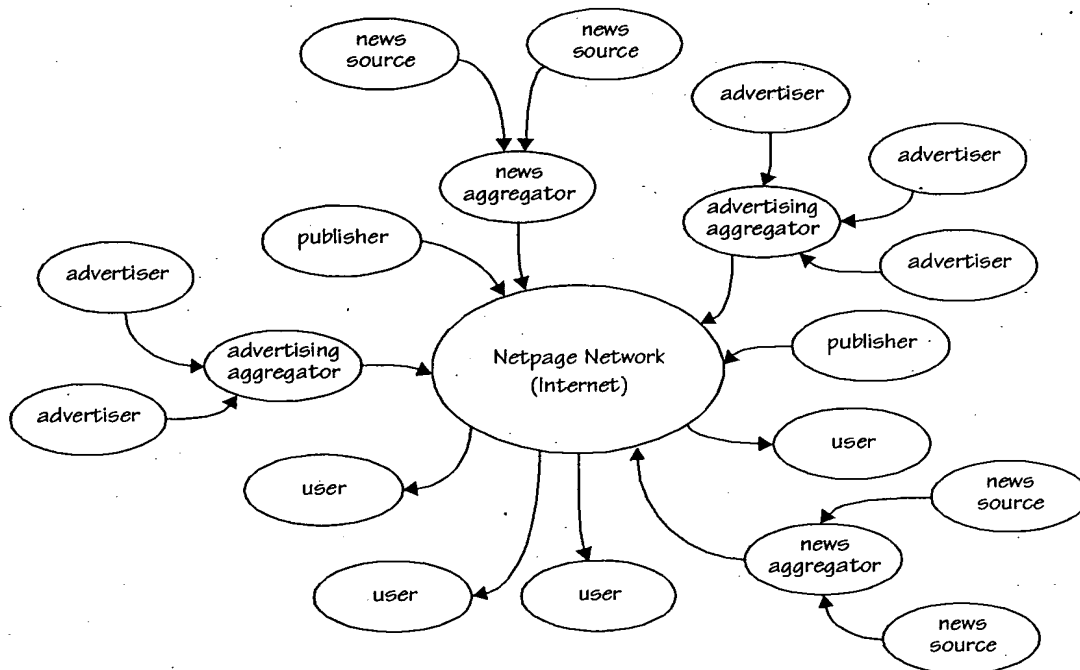 news
source
news
source
advertiser
advertiser
news
aggregator
advertising
aggregator
publisher
advertiser
advertiser
publisher
advertising
aggregator
Netpage Network
(Internet)
advertiser
user
user
news
source
news
aggregator
user
user
news
source